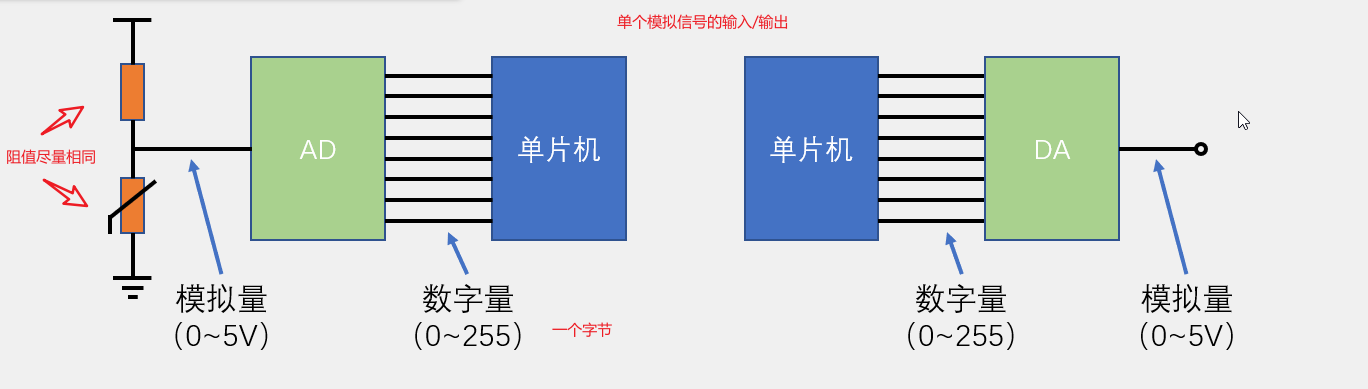 单个模拟信号的输入/输出
阻值尽量相同
AD
单片机
单片机
DA
模拟量
(0~5V)
数字量
(0~255)
一个字节
数字量
(0~255)
模拟量
(0~5V)